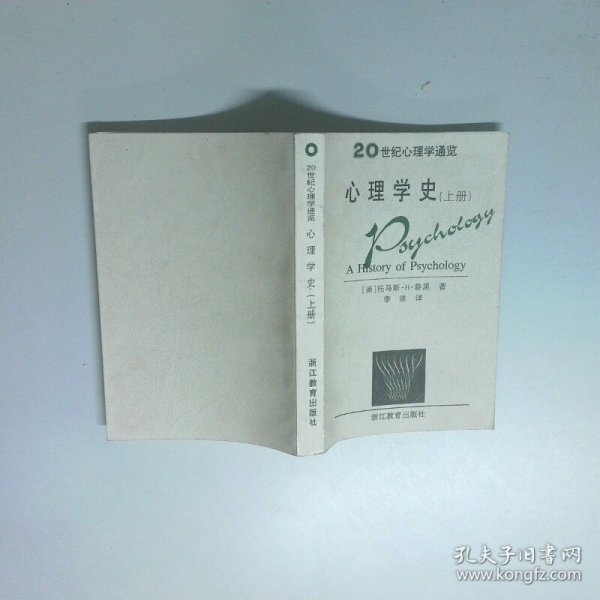 20世纪心理学通览
心理学史(上册)
Psychology
A History of Psychology
[美]托马斯·H·黎黑 著
李维 译
浙江教育出版社
20世纪心理学通览
心理学史·(上册)
浙江教育出版社
孔夫子旧书网
www.kongfz.com